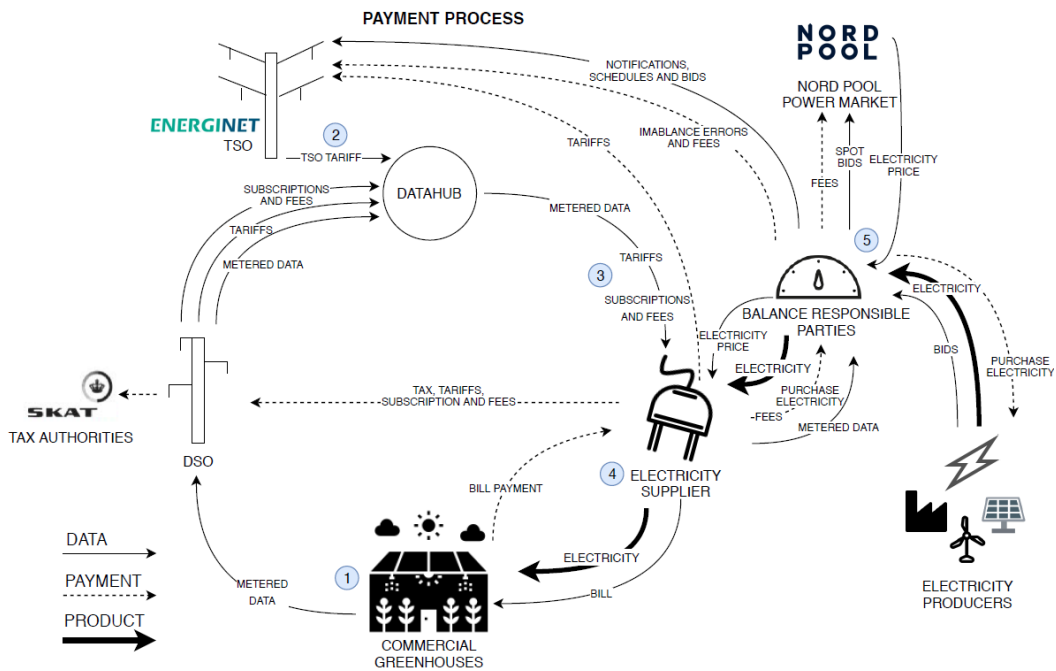 PAYMENT PROCESS
NORD
POOL
NOTIFICATIONS,
SCHEDULES AND BIDS
NORD POOL
POWER MARKET
ENERGINET
TSO
2
TSO TARIFF
IMABLANCE ERRORS
AND FEES
TARIFFS
SPOT
BIDS
ELECTRICITY
PRICE
FEES
SUBSCRIPTIONS
AND FEES
DATAHUB
METERED DATA
TARIFFS
METERED DATA
5
3
TARIFFS
SUBSCRIPTIONS
AND FEES
ELECTRICITY
BALANCE RESPONSIBLE
PARTIES
ELECTRICITY
PRICE
BIDS
PURCHASE
ELECTRICITY
ELECTRICITY
PURCHASE
ELECTRICITY
-FEES
METERED DATA
TAX, TARIFFS,
SUBSCRIPTION AND FEES
SKAT
TAX AUTHORITIES
DSO
4
ELECTRICITY
SUPPLIER
BILL PAYMENT
DATA
PAYMENT
PRODUCT
1
ELECTRICITY
METERED
DATA
BILL
COMMERCIAL
GREENHOUSES
ELECTRICITY
PRODUCERS